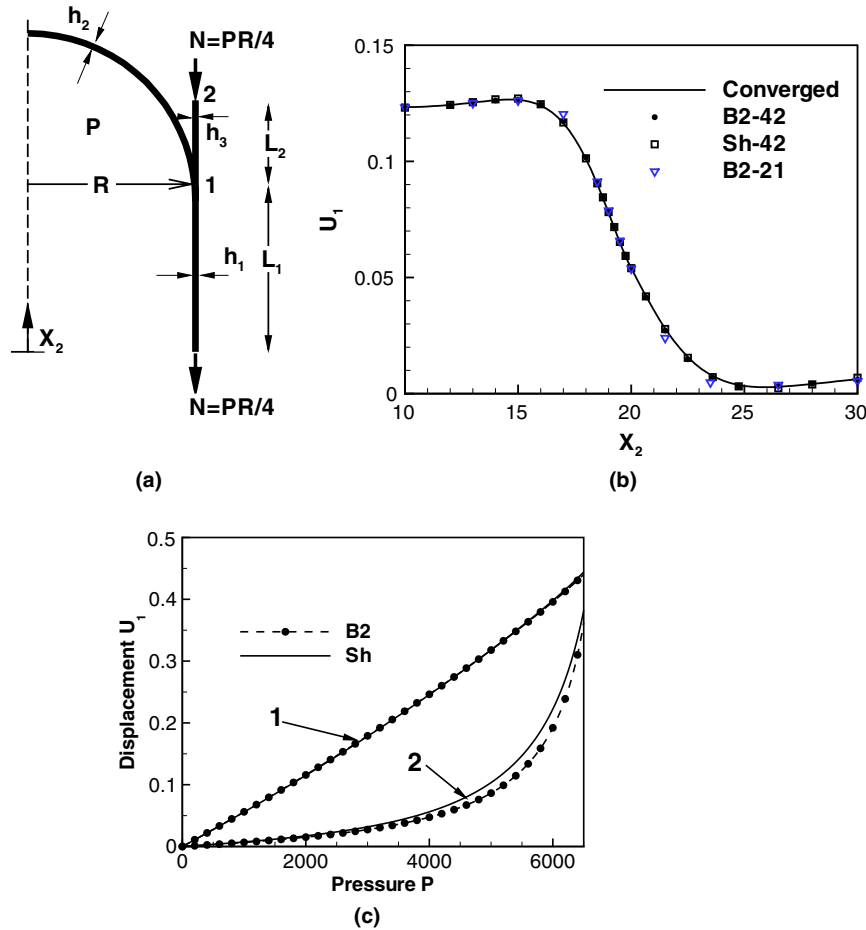 h2
N=PR/4
2
P
h3
L2
R
1
h1
L1
X2
N=PR/4
(a)
0.15
0.1
0.05
0
U1
Converged
B2-42
Sh-42
B2-21
10
15
20
25
30
X2
(b)
0.5
0.4
0.3
0.2
0.1
0
Displacement U1
B2
Sh
1
2
0
2000
4000
6000
Pressure P
(c)